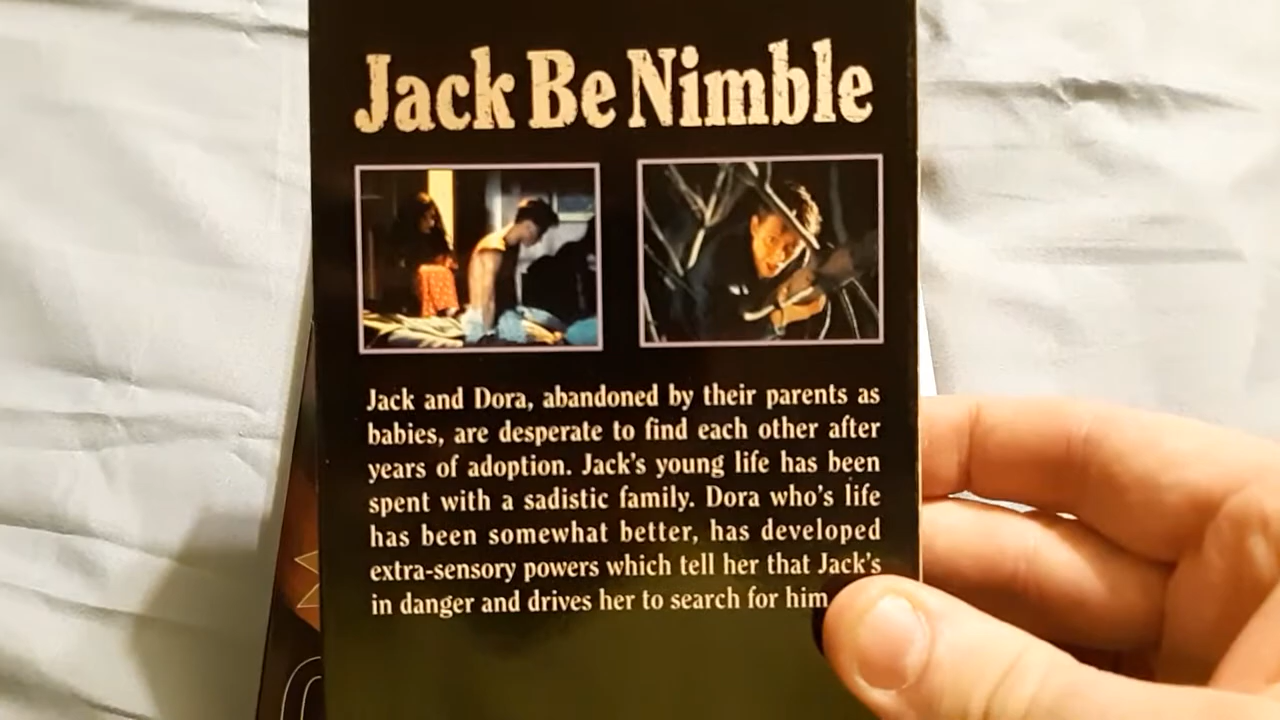 Jack Be Nimble
Jack and Dora, abandoned by their parents as
babies, are desperate to find each other after
years of adoption. Jack's young life has been
spent with a sadistic family. Dora who's life
has been somewhat better, has developed
extra-sensory powers which tell her that Jack's
in danger and drives her to search for him